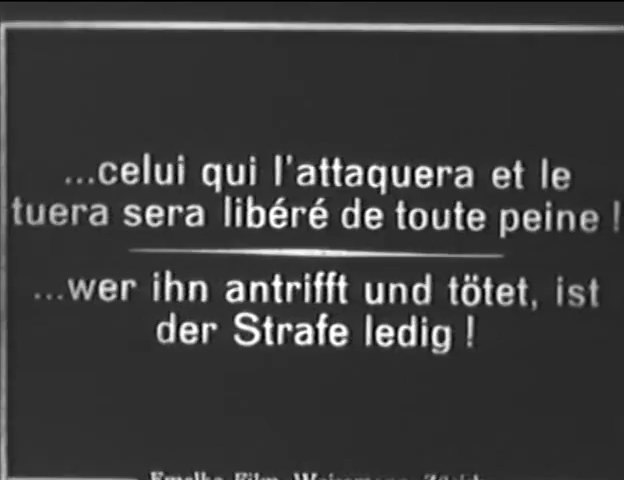 ...celui qui l'attaquera et le
tuera sera libéré de toute peine !
...wer ihn antrifft und tötet, ist
der Strafe ledig !
Film